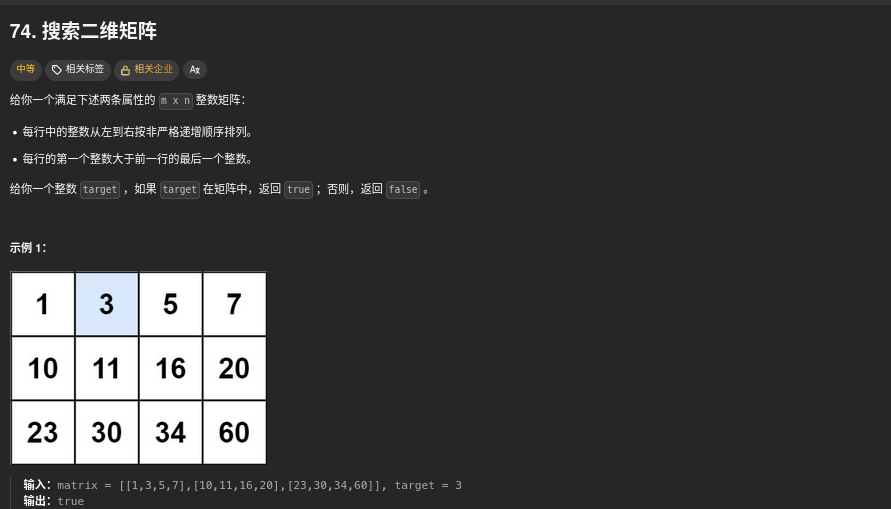 74. 搜索二维矩阵
中等 相关标签 相关企业 Aず
给你一个满足下述两条属性的 m x n 整数矩阵：
• 每行中的整数从左到右按非严格递增顺序排列。
• 每行的第一个整数大于前一行的最后一个整数。
给你一个整数 target ，如果 target 在矩阵中，返回 true ；否则，返回 false 。
示例 1：
1 3 5 7
10 11 16 20
23 30 34 60
输入：matrix = [[1,3,5,7],[10,11,16,20],[23,30,34,60]], target = 3
输出：true